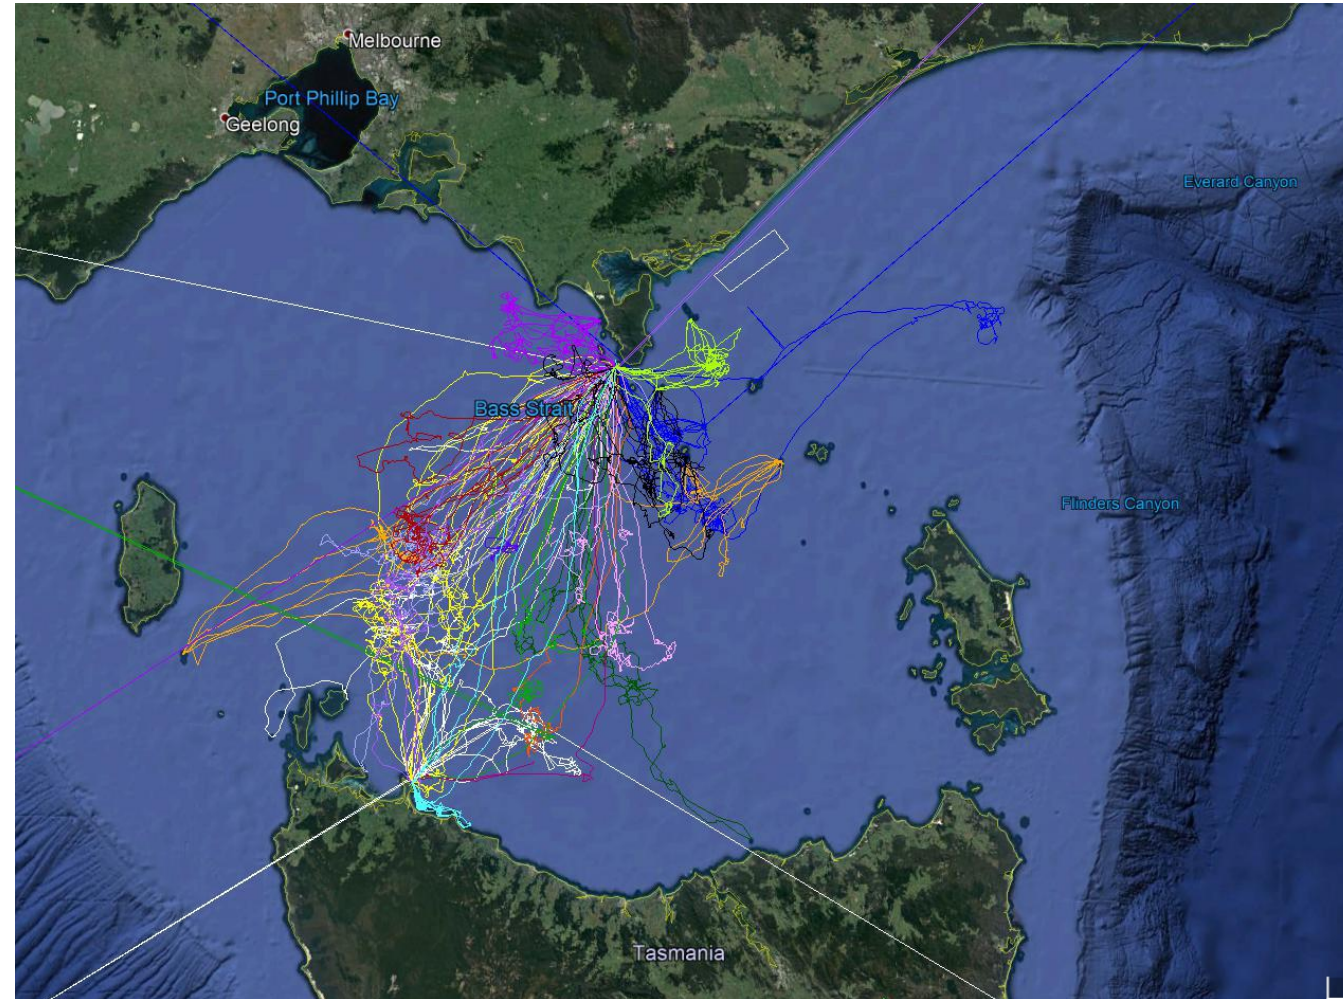 Melbourne
Port Phillip Bay
Geelong
Everard Canyon
Bass Strait
Flinders Canyon
Tasmania